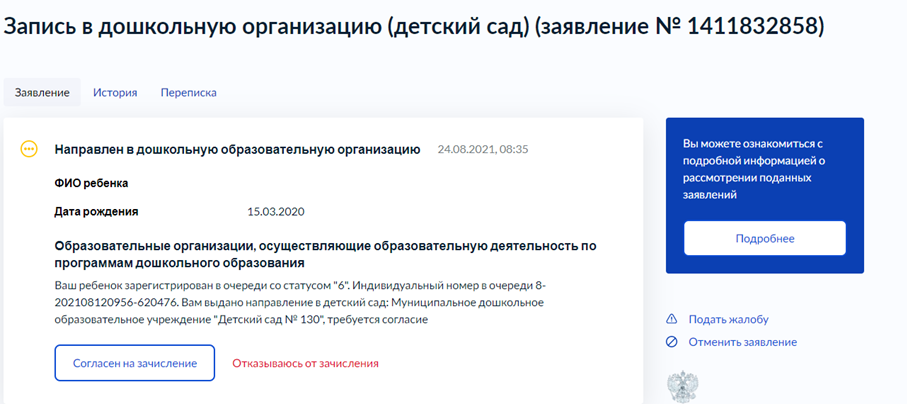 Запись в дошкольную организацию (детский сад) (заявление № 1411832858)
Заявление
История
Переписка
Направлен в дошкольную образовательную организацию
24.08.2021, 08:35
ФИО ребенка
Дата рождения
15.03.2020
Образовательные организации, осуществляющие образовательную деятельность по
программам дошкольного образования
Ваш ребенок зарегистрирован в очереди со статусом "6". Индивидуальный номер в очереди 8-
202108120956-620476. Вам выдано направление в детский сад: Муниципальное дошкольное
образовательное учреждение "Детский сад № 130", требуется согласие
Согласен на зачисление
Отказываюсь от зачисления
Вы можете ознакомиться с
подробной информацией о
рассмотрении поданных
заявлений
Подробнее
Подать жалобу
Отменить заявление